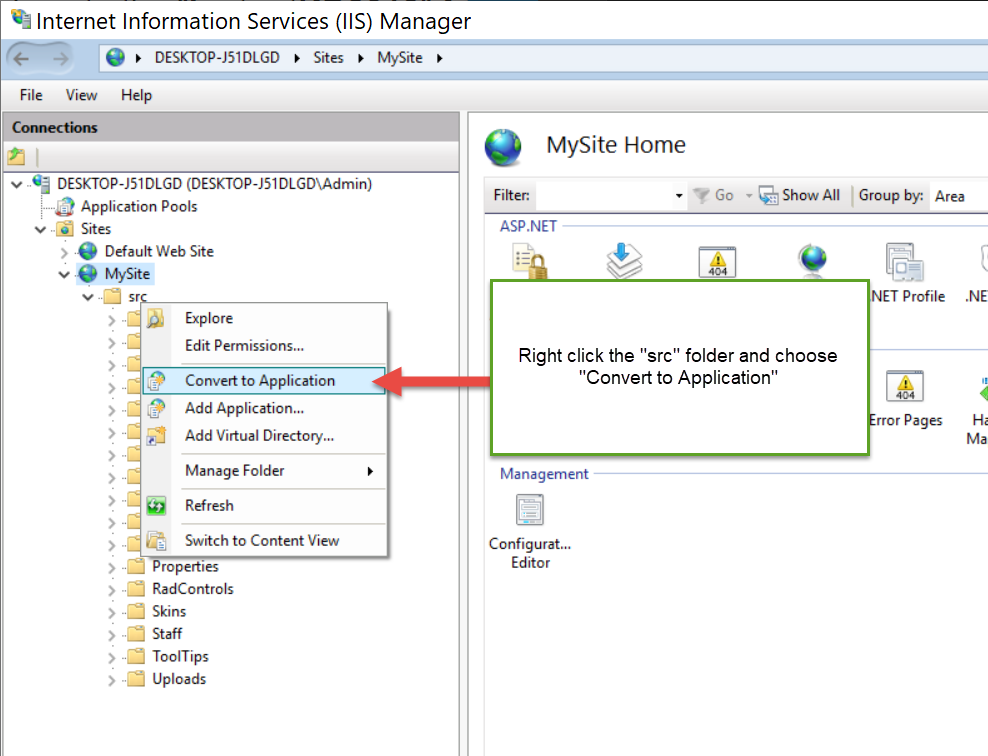 Internet Information Services (IIS) Manager
DESKTOP-J51DLGD Sites MySite
File View Help
Connections
DESKTOP-J51DLGD (DESKTOP-J51DLGD\Admin)
Application Pools
Sites
Default Web Site
MySite
src
Explore
Edit Permissions...
Convert to Application
Add Application...
Add Virtual Directory...
Manage Folder
Refresh
Switch to Content View
Properties
RadControls
Skins
Staff
ToolTips
Uploads
MySite Home
Filter: Go Show All Group by: Area
ASP.NET
404
.NET Profile .NE
Right click the "src" folder and choose
"Convert to Application"
404
Error Pages Ha
Ma
Management
Configurat...
Editor